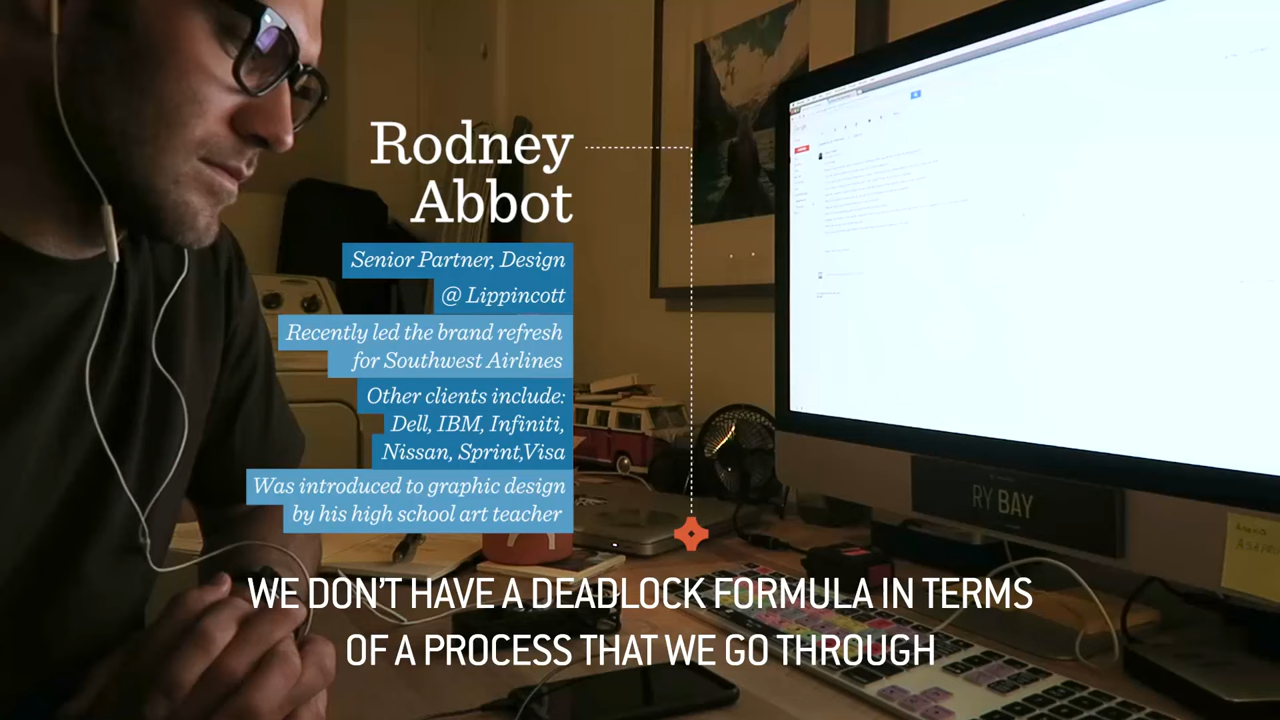 Rodney
Abbot
Senior Partner, Design
@ Lippincott
Recently led the brand refresh
for Southwest Airlines
Other clients include:
Dell, IBM, Infiniti,
Nissan, Sprint,Visa
Was introduced to graphic design
by his high school art teacher
RY BAY
WE DON'T HAVE A DEADLOCK FORMULA IN TERMS
OF A PROCESS THAT WE GO THROUGH